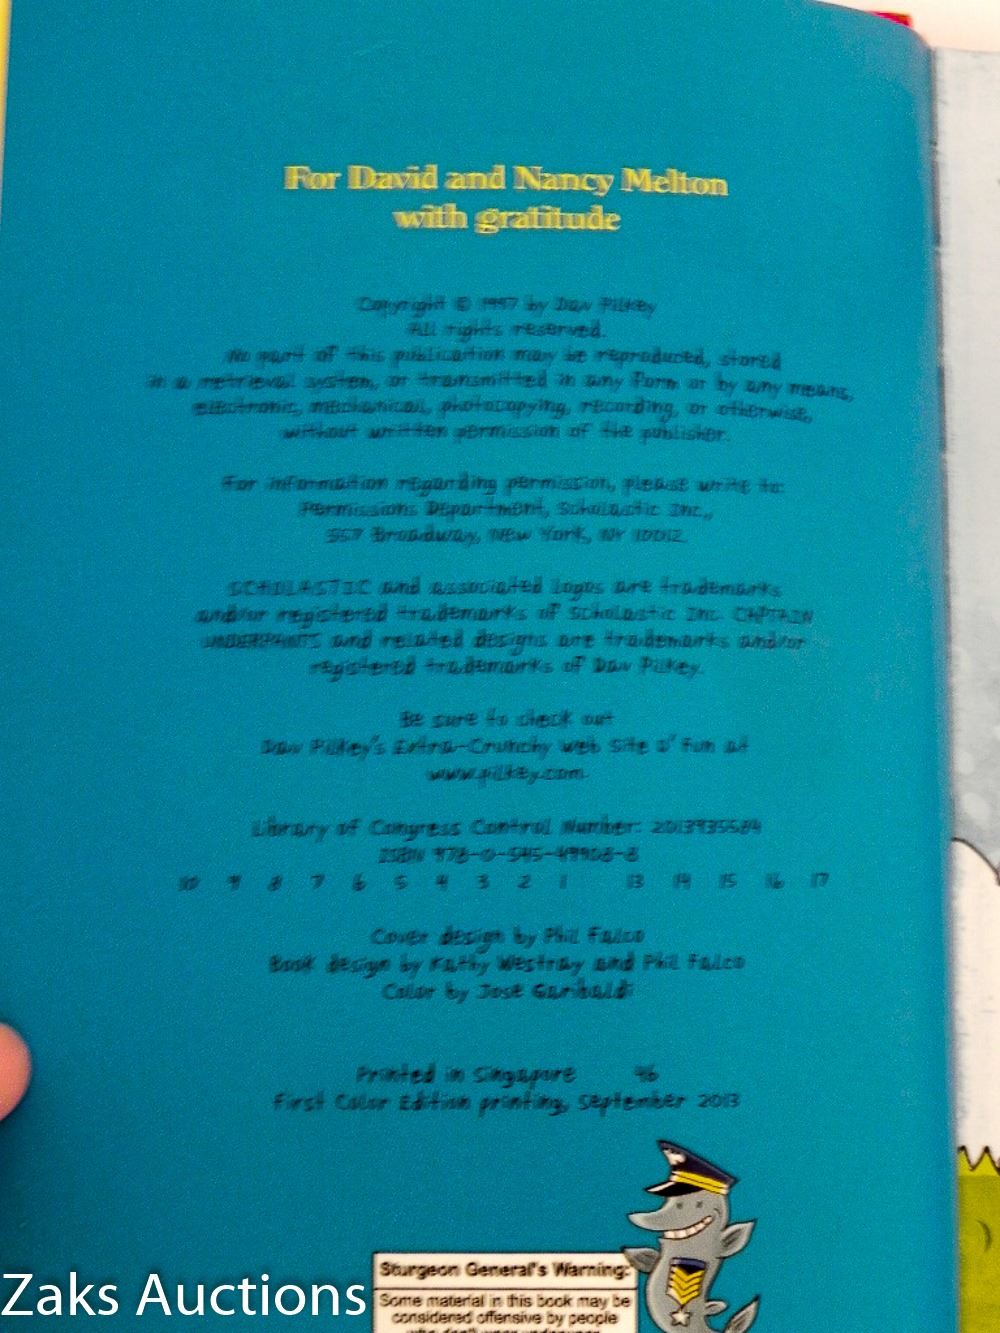 For David and Nancy Melton
with gratitude
Copyright © 1997 by Dav Pilkey
All rights reserved.
No part of this publication may be reproduced, stored
in a retrieval system, or transmitted in any form or by any means,
electronic, mechanical, photocopying, recording, or otherwise,
without written permission of the publisher.
For information regarding permission, please write to:
Permissions Department, Scholastic Inc.,
557 Broadway, New York, NY 10012.
SCHOLASTIC and associated logos are trademarks
and/or registered trademarks of Scholastic Inc. CAPTAIN
UNDERPANTS and related designs are trademarks and/or
registered trademarks of Dav Pilkey.
Be sure to check out
Dav Pilkey's Extra-Crunchy web site o' fun at
www.pilkey.com.
Library of Congress Control Number: 2013935584
ISBN 978-0-545-49908-8
10 9 8 7 6 5 4 3 2 1 13 14 15 16 17
Cover design by Phil Falco
Book design by Kathy Westray and Phil Falco
Color by Jose Garibaldi
Printed in Singapore 46
First Color Edition printing, September 2013
Sturgeon General's Warning:
Some material in this book may be
considered offensive by people
who don't wear underwear.
Zaks Auctions